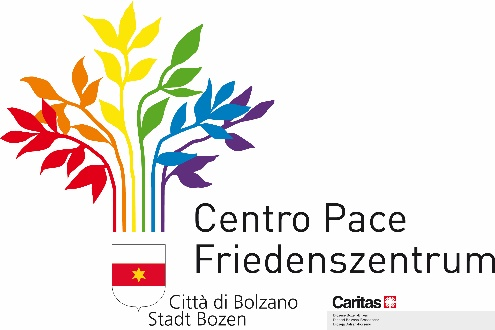 Centro Pace
Friedenszentrum
Città di Bolzano
Stadt Bozen
Caritas